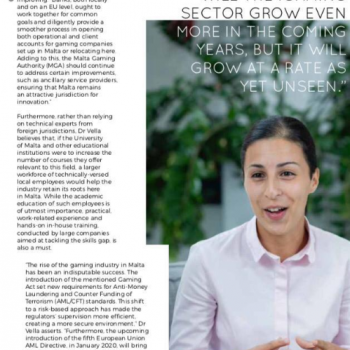 improving. "Banks, both locally
and on an EU level, ought to
work together for common
goals and diligently provide a
smoother process in opening
both operational and client
accounts for gaming companies
set up in Malta or relocating here.
Adding to this, the Malta Gaming
Authority (MGA) should continue
to address certain improvements,
such as ancillary service providers,
ensuring that Malta remains
an attractive jurisdiction for
innovation."
Furthermore, rather than relying
on technical experts from
foreign jurisdictions, Dr Vella
believes that, if the University
of Malta and other educational
institutions were to increase the
number of courses they offer
relevant to this field, a larger
workforce of technically-versed
local employees would help the
industry retain its roots here
in Malta. While the academic
education of such employees is
of utmost importance, practical,
work-related experience and
hands-on in-house training,
conducted by large companies
aimed at tackling the skills gap, is
also a must.
"The rise of the gaming industry in Malta
has been an indisputable success. The
introduction of the mentioned Gaming
Act set new requirements for Anti-Money
Laundering and Counter Funding of
Terrorism (AML/CFT) standards. This shift
to a risk-based approach has made the
regulators' supervision more efficient,
creating a more secure environment," Dr
Vella asserts. "Furthermore, the upcoming
introduction of the fifth European Union
AML Directive, in January 2020, will bring
WILL THE GAMING
SECTOR GROW EVEN
MORE IN THE COMING
YEARS, BUT IT WILL
GROW AT A RATE AS
YET UNSEEN."